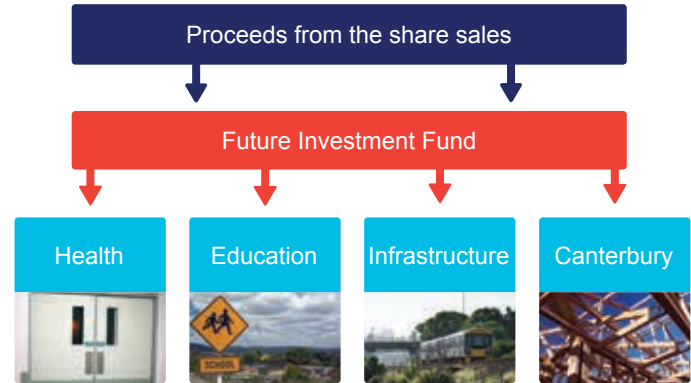 Proceeds from the share sales
Future Investment Fund
Health
Education
Infrastructure
Canterbury
SCHOOL